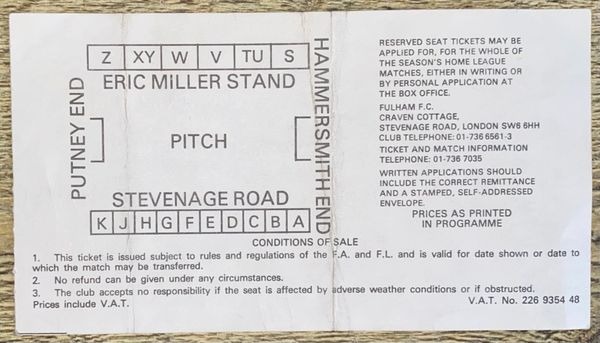 Z XY W V TU S
ERIC MILLER STAND
PUTNEY END
HAMMERSMITH END
PITCH
STEVENAGE ROAD
K J H G F E D C B A
RESERVED SEAT TICKETS MAY BE
APPLIED FOR, FOR THE WHOLE OF
THE SEASON'S HOME LEAGUE
MATCHES, EITHER IN WRITING OR
BY PERSONAL APPLICATION AT
THE BOX OFFICE.
FULHAM F.C.
CRAVEN COTTAGE,
STEVENAGE ROAD, LONDON SW6 6HH
CLUB TELEPHONE: 01-736 6561-3
TICKET AND MATCH INFORMATION
TELEPHONE: 01-736 7035
WRITTEN APPLICATIONS SHOULD
INCLUDE THE CORRECT REMITTANCE
AND A STAMPED, SELF-ADDRESSED
ENVELOPE.
PRICES AS PRINTED
IN PROGRAMME
CONDITIONS OF SALE
1. This ticket is issued subject to rules and regulations of the F.A. and F.L. and is valid for date shown or date to
which the match may be transferred.
2. No refund can be given under any circumstances.
3. The club accepts no responsibility if the seat is affected by adverse weather conditions or if obstructed.
Prices include V.A.T. V.A.T. No. 226 9354 48